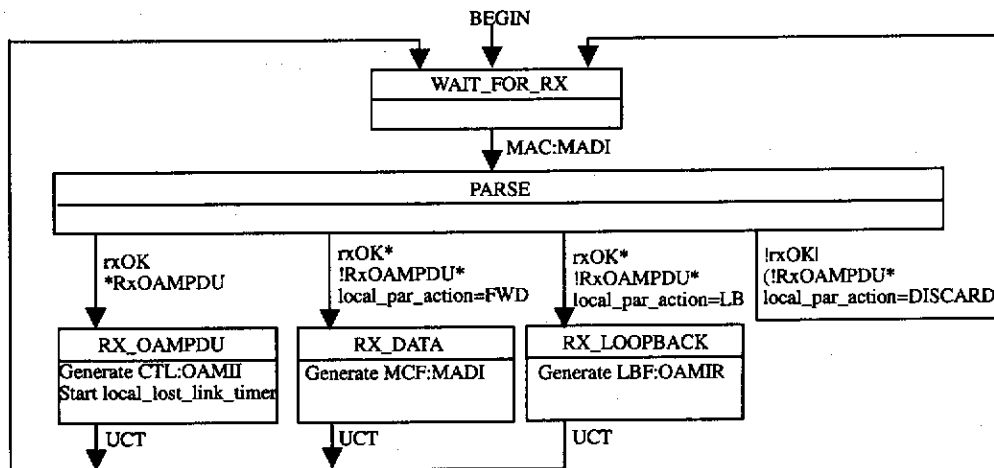 BEGIN
WAIT_FOR_RX
MAC:MADI
PARSE
rxOK
*RxOAMPDU
rxOK*
!RxOAMPDU*
local_par_action=FWD
rxOK*
!RxOAMPDU*
local_par_action=LB
!rxOK|
(!RxOAMPDU*
local_par_action=DISCARD
RX_OAMPDU
Generate CTL:OAMII
Start local_lost_link_timer
RX_DATA
Generate MCF:MADI
RX_LOOPBACK
Generate LBF:OAMIR
UCT
UCT
UCT